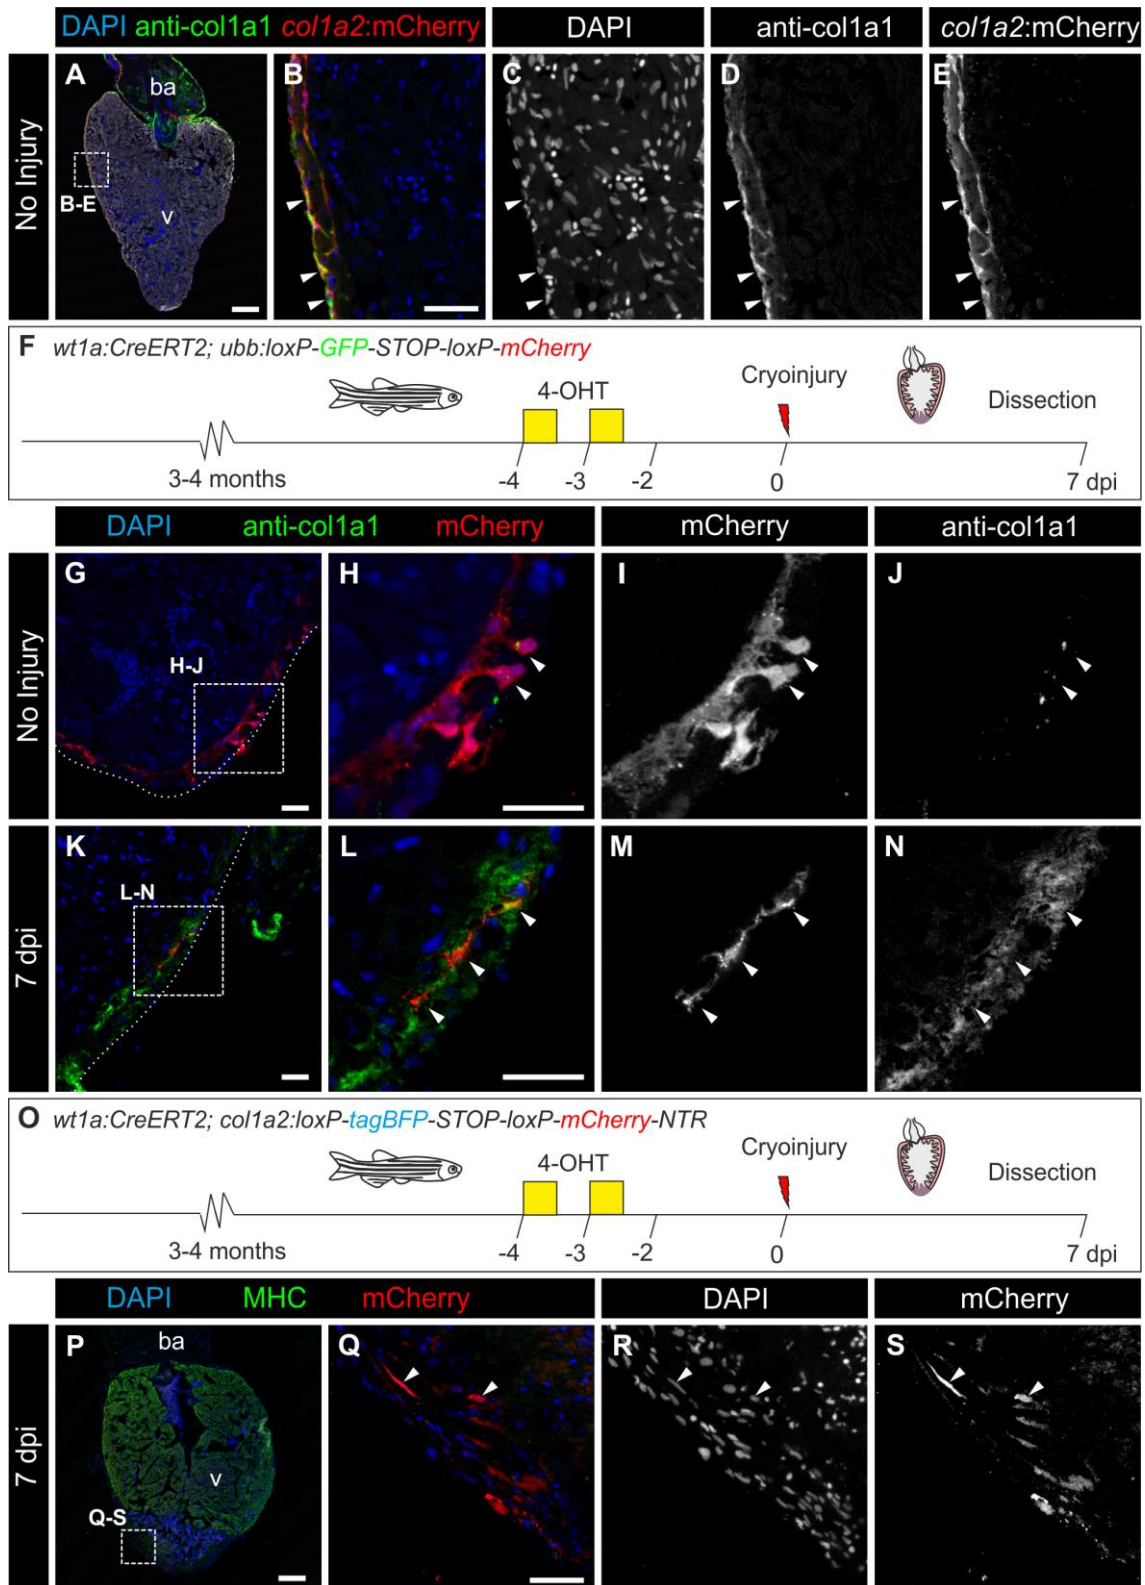 DAPI anti-col1a1 col1a2:mCherry DAPI anti-col1a1 col1a2:mCherry
No Injury
A ba B C D E
B-E
v
F wt1a:CreERT2; ubb:loxP-GFP-STOP-loxP-mCherry
Cryoinjury
4-OHT Dissection
3-4 months -4 -3 -2 0 7 dpi
DAPI anti-col1a1 mCherry mCherry anti-col1a1
No Injury
G H I J
H-J
7 dpi
K L M N
L-N
O wt1a:CreERT2; col1a2:loxP-tagBFP-STOP-loxP-mCherry-NTR
Cryoinjury
4-OHT Dissection
3-4 months -4 -3 -2 0 7 dpi
DAPI MHC mCherry DAPI mCherry
7 dpi
P ba Q R S
v
Q-S